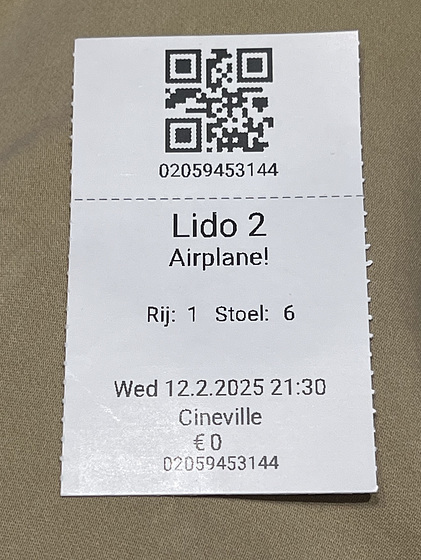 02059453144
Lido 2
Airplane!
Rij: 1 Stoel: 6
Wed 12.2.2025 21:30
Cineville
€ 0
02059453144